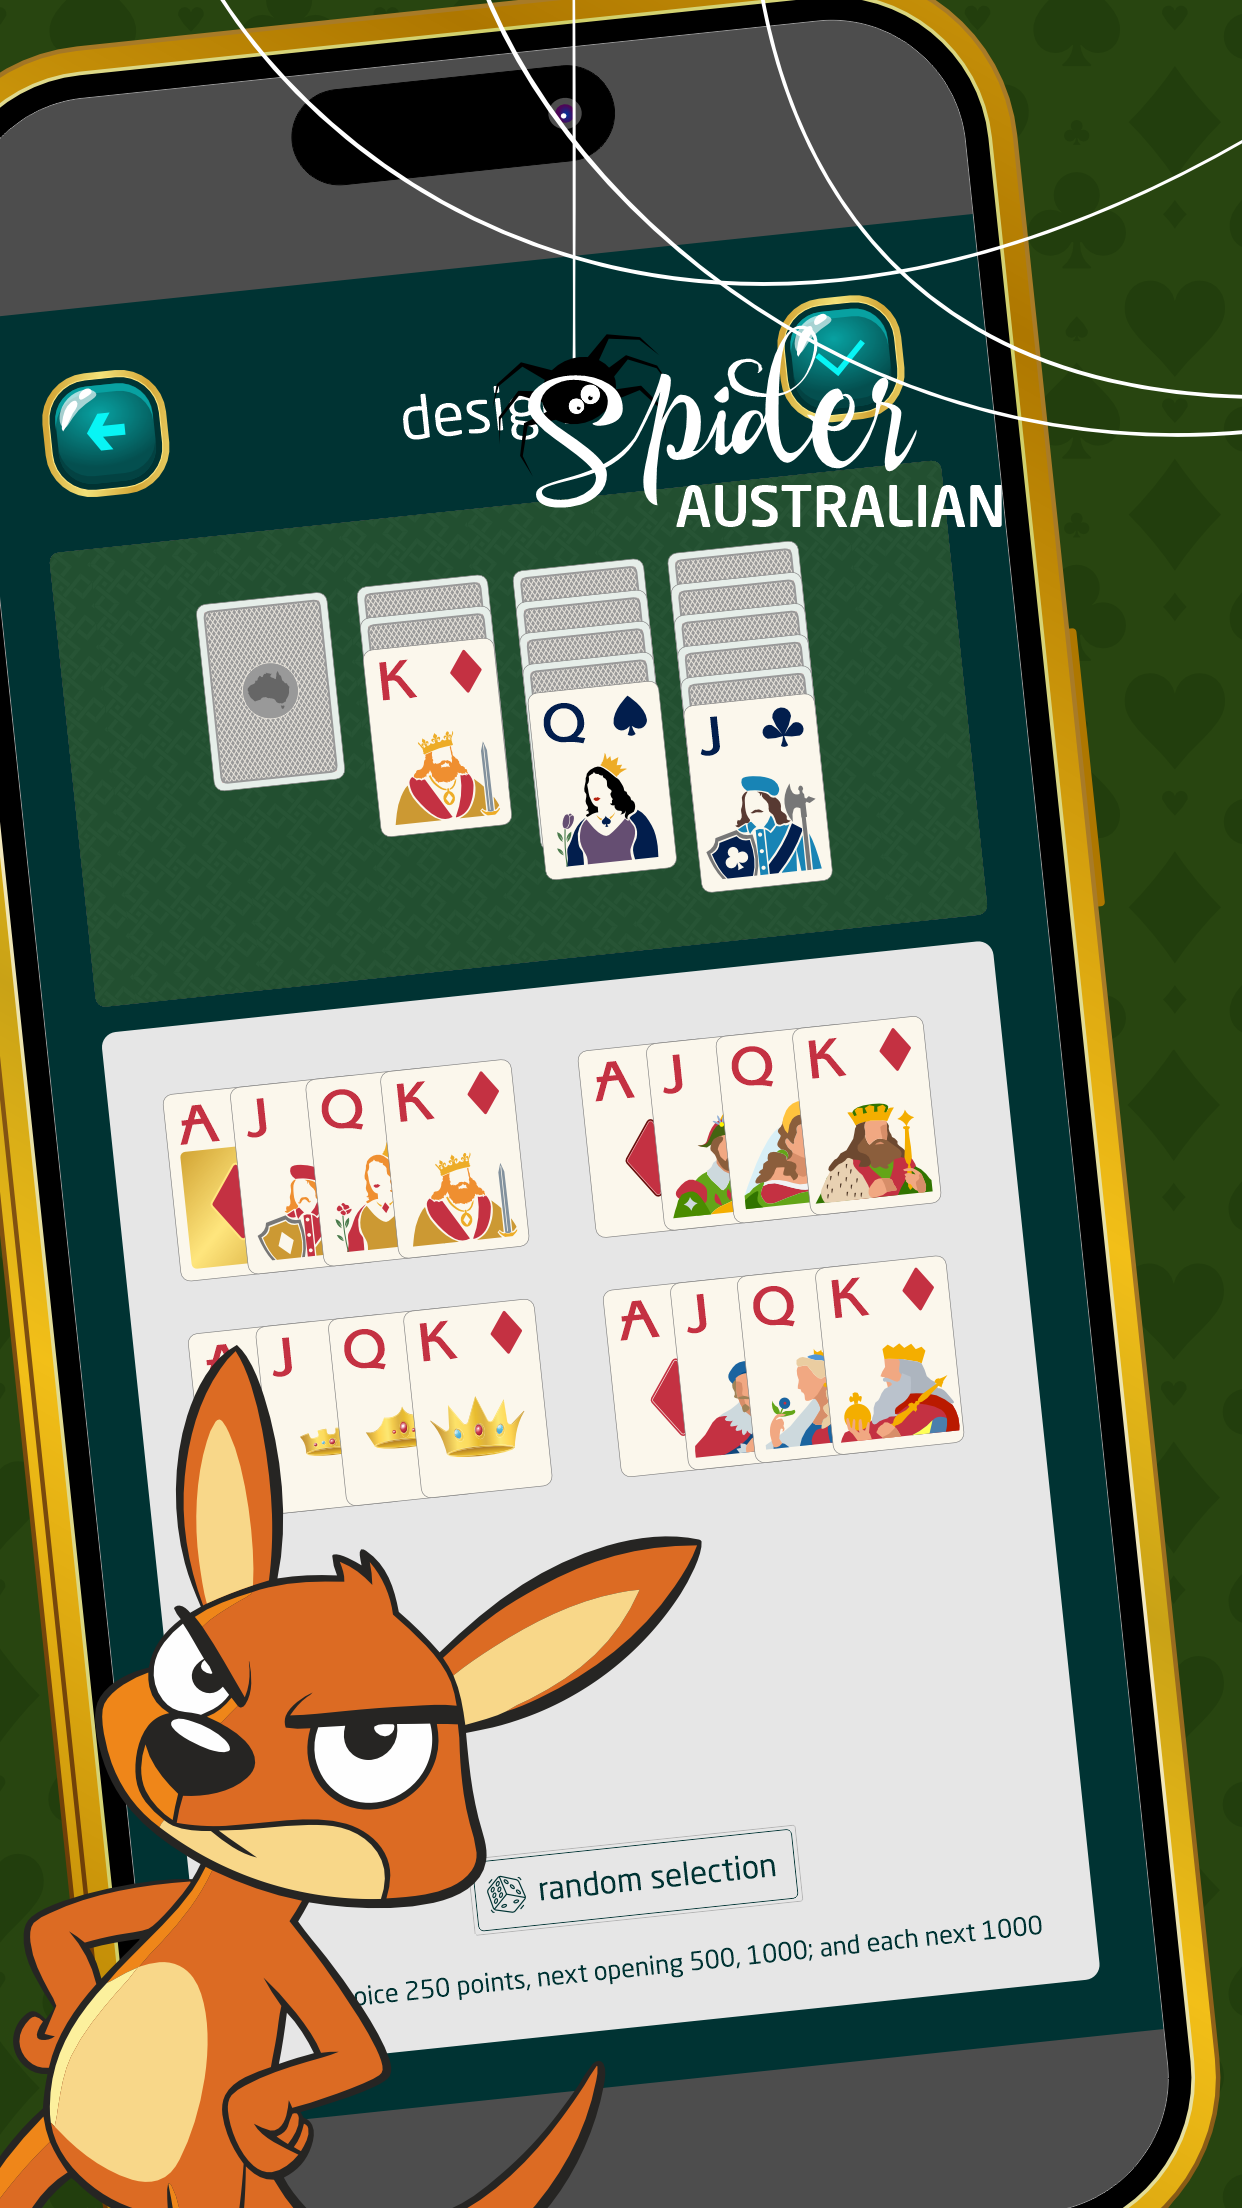 desig
Spider
AUSTRALIAN
K
Q
J
A J Q K
A J Q K
A J Q K
A J Q K
random selection
oice 250 points, next opening 500, 1000; and each next 1000